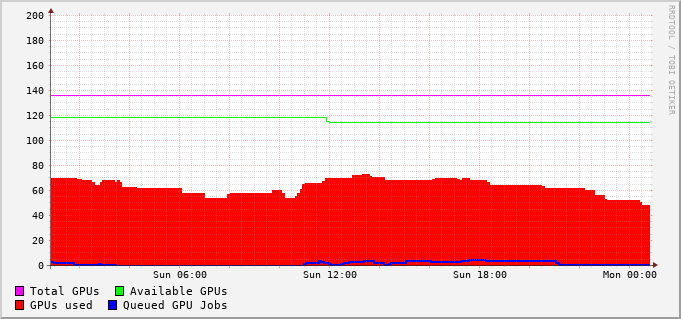 RRDTOOL / TOBI OETIKER
200
180
160
140
120
100
80
60
40
20
0
Sun 06:00 Sun 12:00 Sun 18:00 Mon 00:00
Total GPUs Available GPUs
GPUs used Queued GPU Jobs